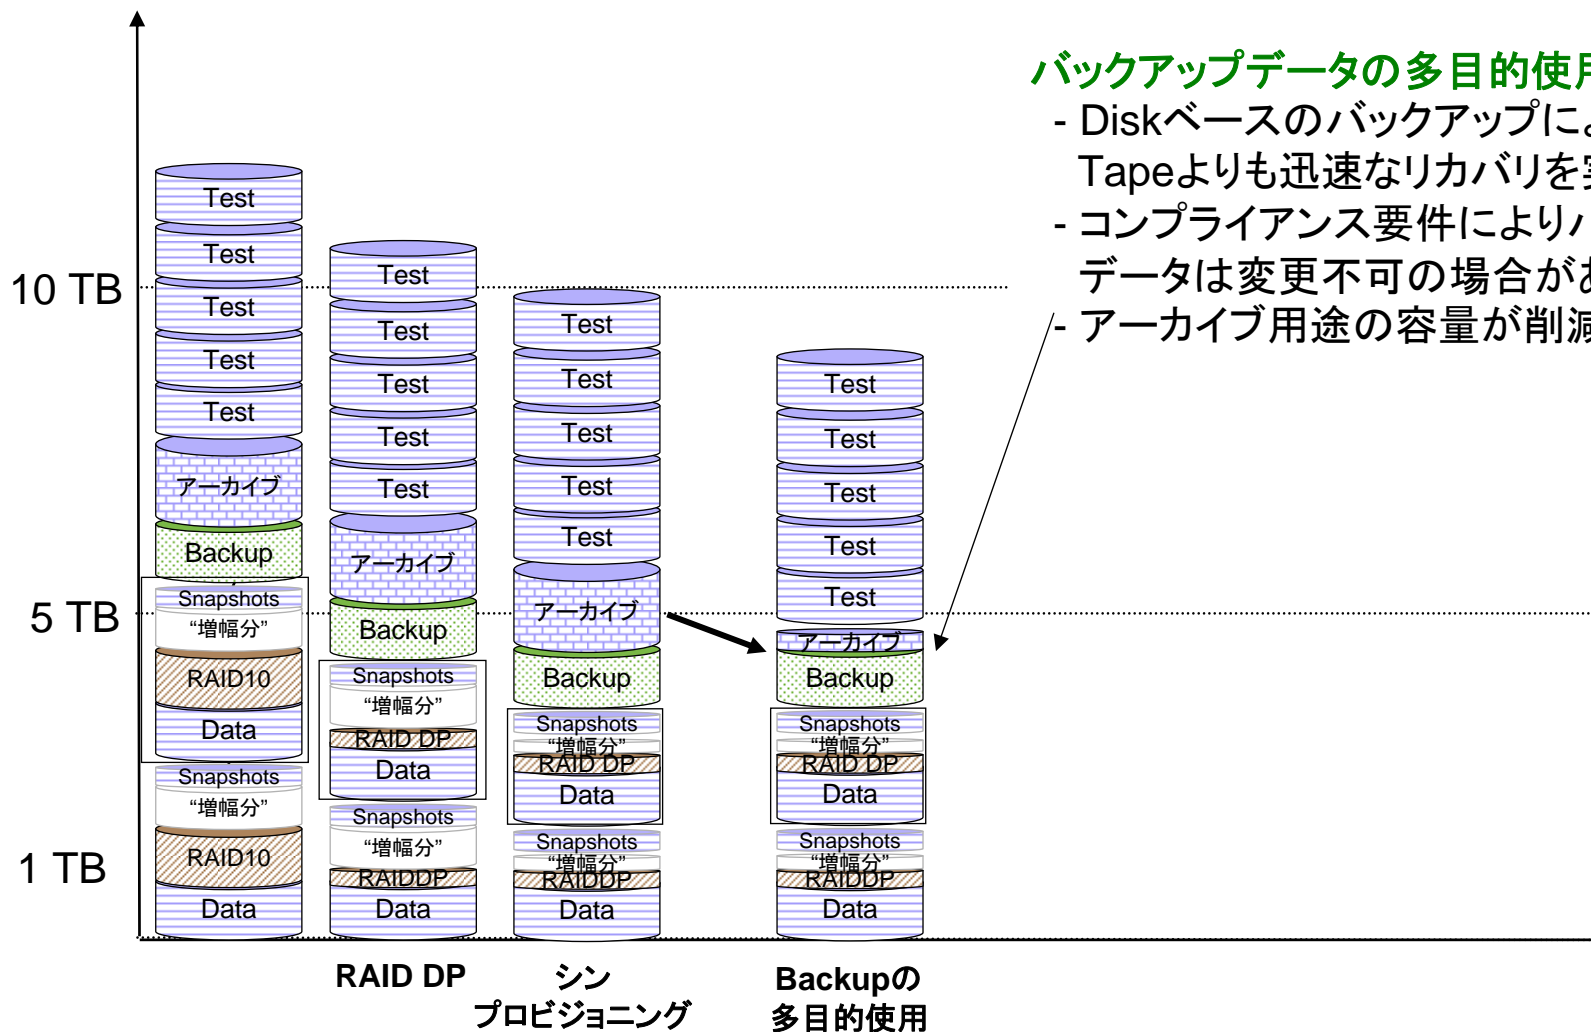 バックアップデータの多目的使
- Diskベースのバックアップに
Tapeよりも迅速なリカバリを
- コンプライアンス要件により
データは変更不可の場合が
- アーカイブ用途の容量が削
10 TB
5 TB
1 TB
Test
Test
Test
Test
Test
アーカイブ
Backup
Snapshots
“増幅分”
RAID10
Data
Snapshots
“増幅分”
RAID10
Data
Test
Test
Test
Test
Test
アーカイブ
Backup
Snapshots
“増幅分”
RAID DP
Data
Snapshots
“増幅分”
RAIDDP
Data
RAID DP
Test
Test
Test
Test
Test
アーカイブ
Backup
Snapshots
“増幅分”
RAID DP
Data
Snapshots
“増幅分”
RAIDDP
Data
シン
プロビジョニング
Test
Test
Test
Test
Test
アーカイブ
Backup
Snapshots
“増幅分”
RAID DP
Data
Snapshots
“増幅分”
RAIDDP
Data
Backupの
多目的使用